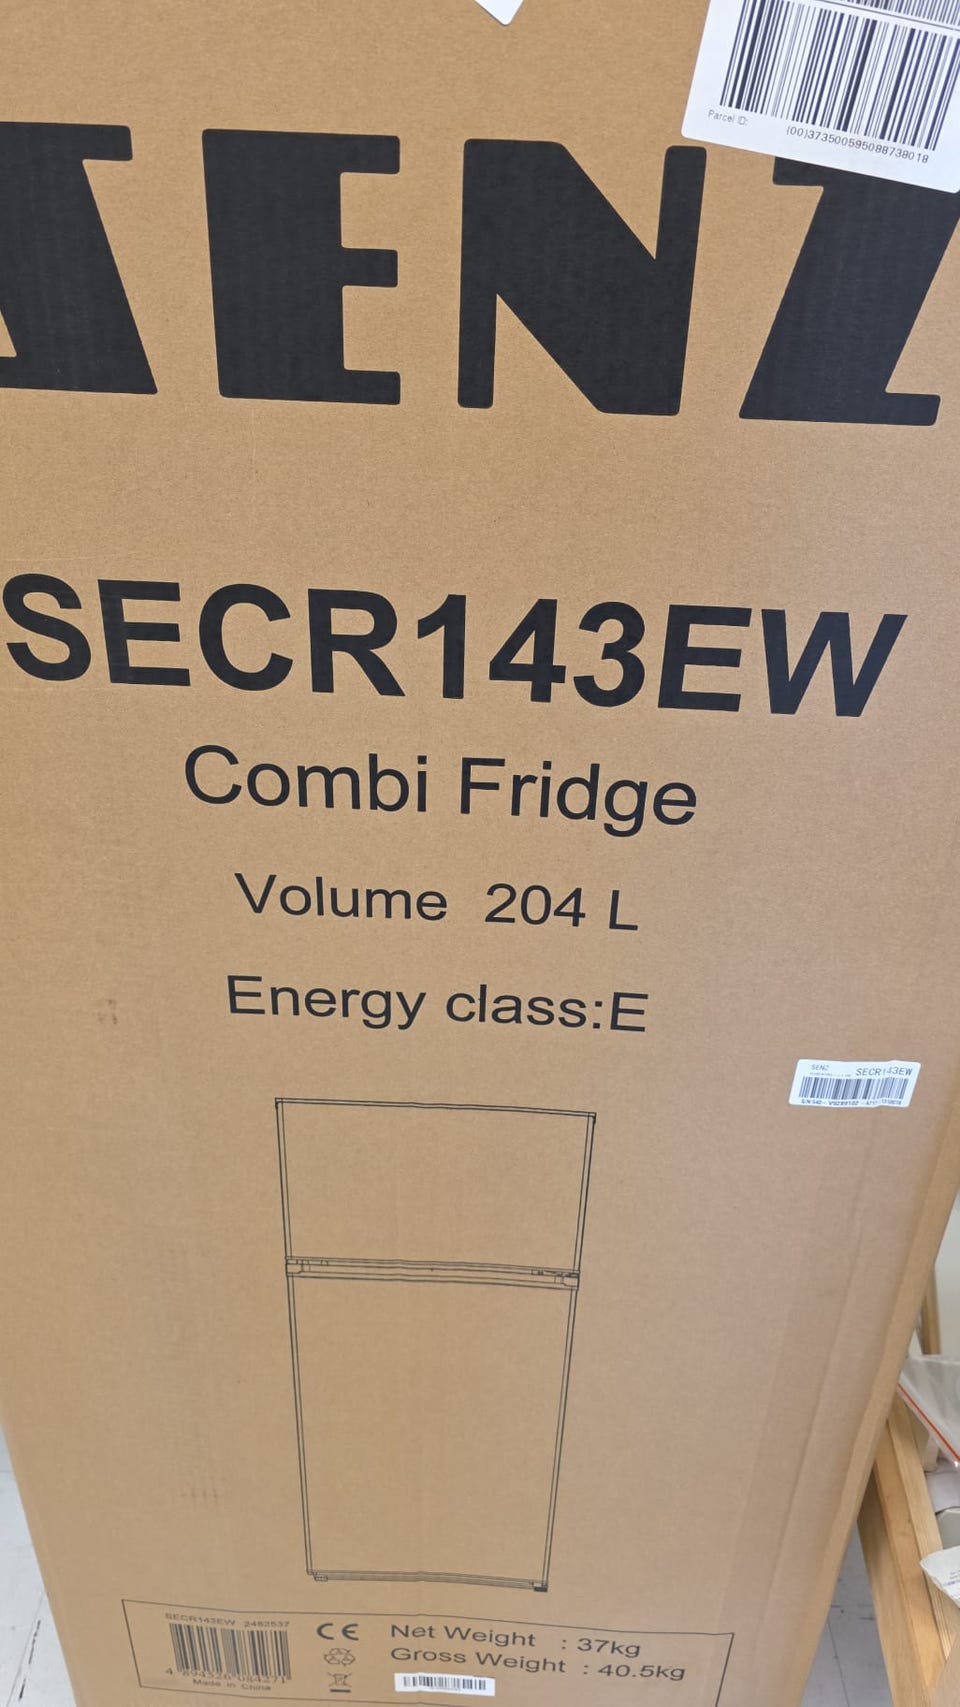 Parcel ID:
(00)373500595088738018
SENZ
SECR143EW
Combi Fridge
Volume 204 L
Energy class:E
SENZ
SECR143EW
SECR143EW 2482537
Made in China
CE
Net Weight : 37kg
Gross Weight : 40.5kg